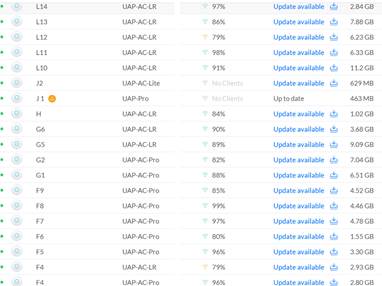 L14 UAP-AC-LR 97% Update available 2.84 GB
L13 UAP-AC-LR 86% Update available 7.88 GB
L12 UAP-AC-LR 79% Update available 6.23 GB
L11 UAP-AC-LR 98% Update available 6.33 GB
L10 UAP-AC-LR 91% Update available 11.2 GB
J2 UAP-AC-Lite No Clients Update available 629 MB
J 1 UAP-Pro No Clients Up to date 463 MB
H UAP-AC-LR 84% Update available 1.02 GB
G6 UAP-AC-LR 90% Update available 3.68 GB
G5 UAP-AC-LR 89% Update available 9.09 GB
G2 UAP-AC-Pro 82% Update available 7.04 GB
G1 UAP-AC-Pro 88% Update available 6.51 GB
F9 UAP-AC-Pro 85% Update available 4.52 GB
F8 UAP-AC-Pro 99% Update available 4.46 GB
F7 UAP-AC-Pro 97% Update available 4.78 GB
F6 UAP-AC-Pro 80% Update available 1.55 GB
F5 UAP-AC-Pro 96% Update available 3.30 GB
F4 UAP-AC-LR 79% Update available 2.93 GB
F4 UAP-AC-Pro 96% Update available 2.80 GB